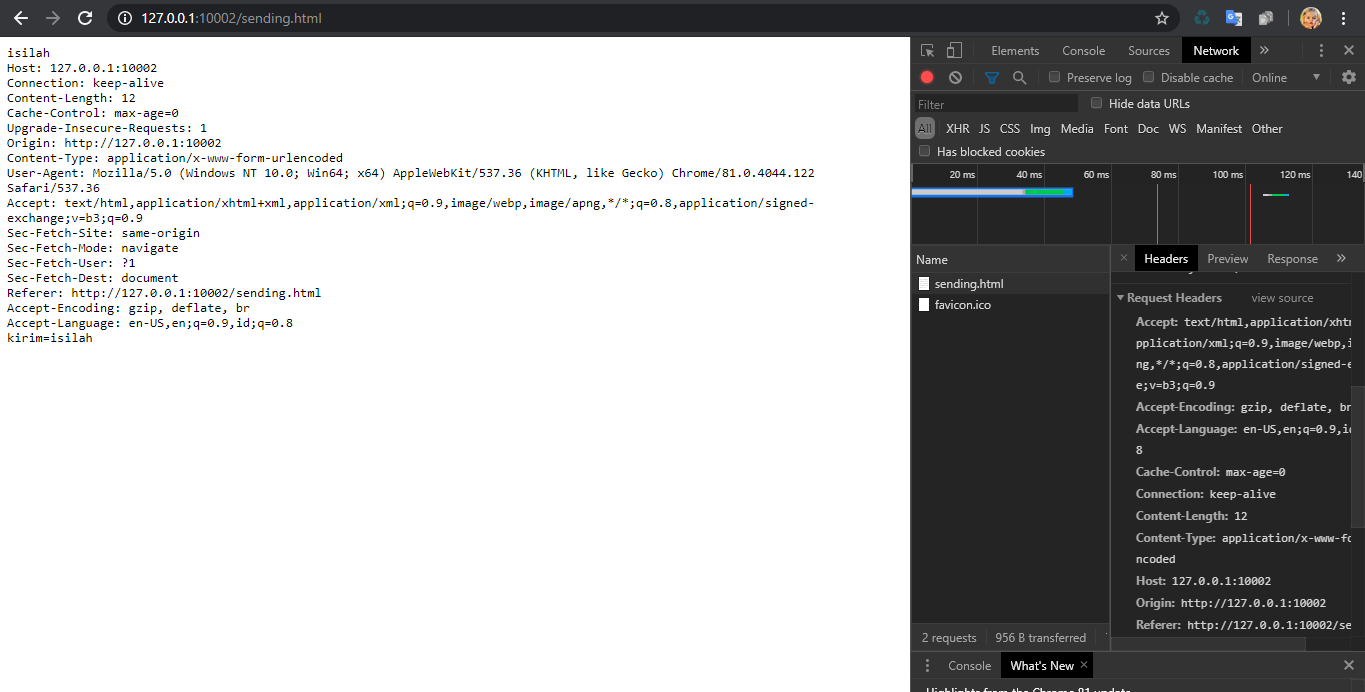 127.0.0.1:10002/sending.html
isilah
Host: 127.0.0.1:10002
Connection: keep-alive
Content-Length: 12
Cache-Control: max-age=0
Upgrade-Insecure-Requests: 1
Origin: http://127.0.0.1:10002
Content-Type: application/x-www-form-urlencoded
User-Agent: Mozilla/5.0 (Windows NT 10.0; Win64; x64) AppleWebKit/537.36 (KHTML, like Gecko) Chrome/81.0.4044.122
Safari/537.36
Accept: text/html,application/xhtml+xml,application/xml;q=0.9,image/webp,image/apng,*/*;q=0.8,application/signed-
exchange;v=b3;q=0.9
Sec-Fetch-Site: same-origin
Sec-Fetch-Mode: navigate
Sec-Fetch-User: ?1
Sec-Fetch-Dest: document
Referer: http://127.0.0.1:10002/sending.html
Accept-Encoding: gzip, deflate, br
Accept-Language: en-US,en;q=0.9,id;q=0.8
kirim=isilah
Elements Console Sources Network »
Preserve log Disable cache Online
Filter Hide data URLs
All XHR JS CSS Img Media Font Doc WS Manifest Other
Has blocked cookies
20 ms 40 ms 60 ms 80 ms 100 ms 120 ms 140
Name
sending.html
favicon.ico
2 requests 956 B transferred
× Headers Preview Response »
Request Headers view source
Accept: text/html,application/xhtm
pplication/xml;q=0.9,image/webp,i
ng,*/*;q=0.8,application/signed-e
e;v=b3;q=0.9
Accept-Encoding: gzip, deflate, br
Accept-Language: en-US,en;q=0.9,id
8
Cache-Control: max-age=0
Connection: keep-alive
Content-Length: 12
Content-Type: application/x-www-fo
ncoded
Host: 127.0.0.1:10002
Origin: http://127.0.0.1:10002
Referer: http://127.0.0.1:10002/se
Console What's New ×
Highlights from the Chrome 81 update